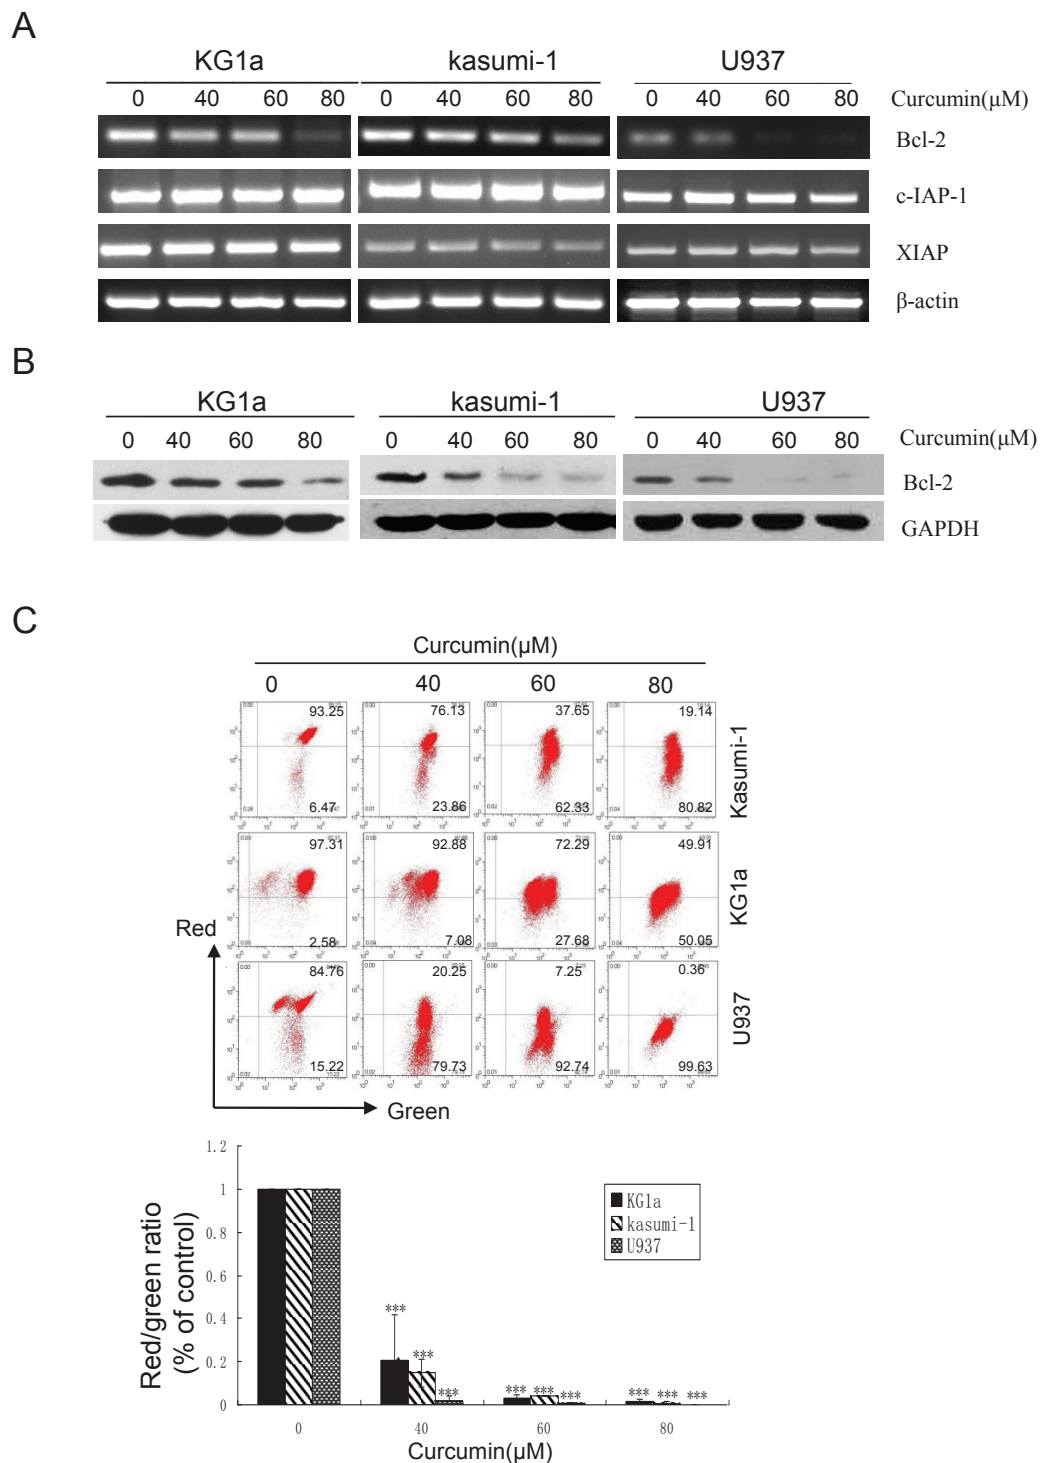 A
KG1a kasumi-1 U937
0 40 60 80 0 40 60 80 0 40 60 80 Curcumin(μM)
Bcl-2
c-IAP-1
XIAP
β-actin
B
KG1a kasumi-1 U937
0 40 60 80 0 40 60 80 0 40 60 80 Curcumin(μM)
Bcl-2
GAPDH
C
Curcumin(μM)
0 40 60 80
93.25 76.13 37.65 19.14
Kasumi-1
6.47 23.86 62.33 80.82
97.31 92.88 72.29 49.91
KG1a
Red
2.58 7.08 27.68 50.05
84.76 20.25 7.25 0.36
U937
15.22 79.73 92.74 99.63
Green
1.2
1
0.8
0.6
0.4
0.2
0
Red/green ratio
(% of control)
KG1a
kasumi-1
U937
*** *** ***
*** *** ***
*** *** ***
0 40 60 80
Curcumin(μM)